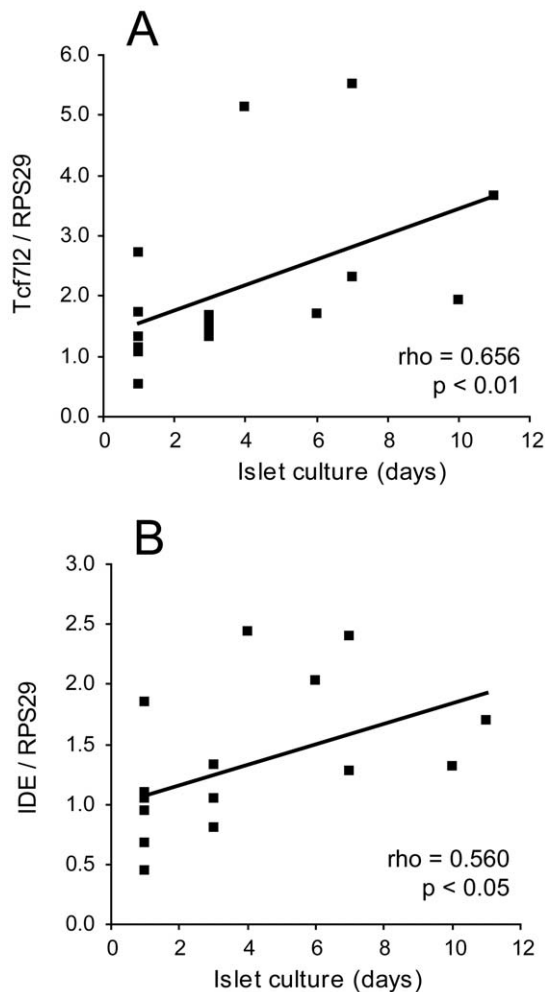 A
Tcf7l2 / RPS29
6.0
5.0
4.0
3.0
2.0
1.0
0.0
rho = 0.656
p < 0.01
0 2 4 6 8 10 12
Islet culture (days)
B
IDE / RPS29
3.0
2.5
2.0
1.5
1.0
0.5
0.0
rho = 0.560
p < 0.05
0 2 4 6 8 10 12
Islet culture (days)